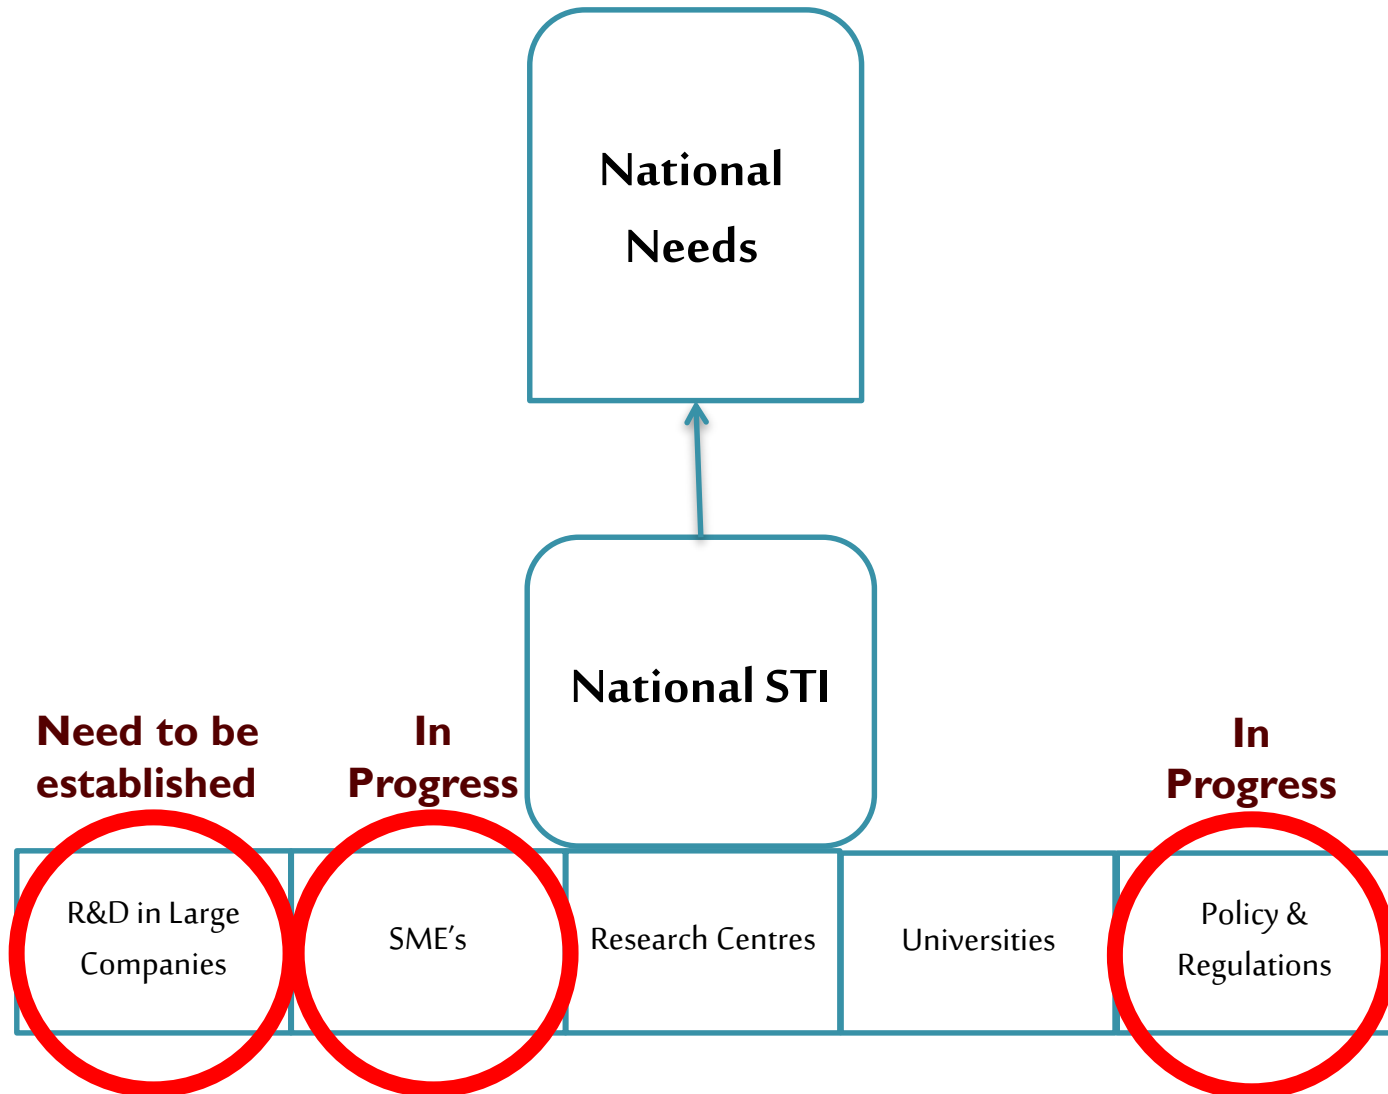 National
Needs
National STI
Need to be
established
In
Progress
In
Progress
R&D in Large
Companies
SME's
Research Centres
Universities
Policy &
Regulations